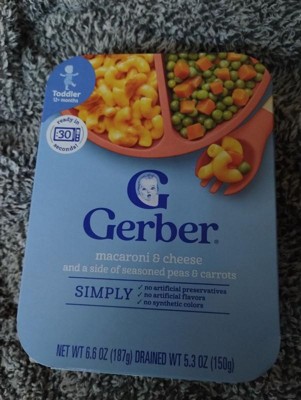 Toddler
12+ months
ready in
:30
seconds!
G
Gerber®
macaroni & cheese
and a side of seasoned peas & carrots
SIMPLY
✓ no artificial preservatives
✓ no artificial flavors
✓ no synthetic colors
NET WT 6.6 OZ (187g) DRAINED WT 5.3 OZ (150g)